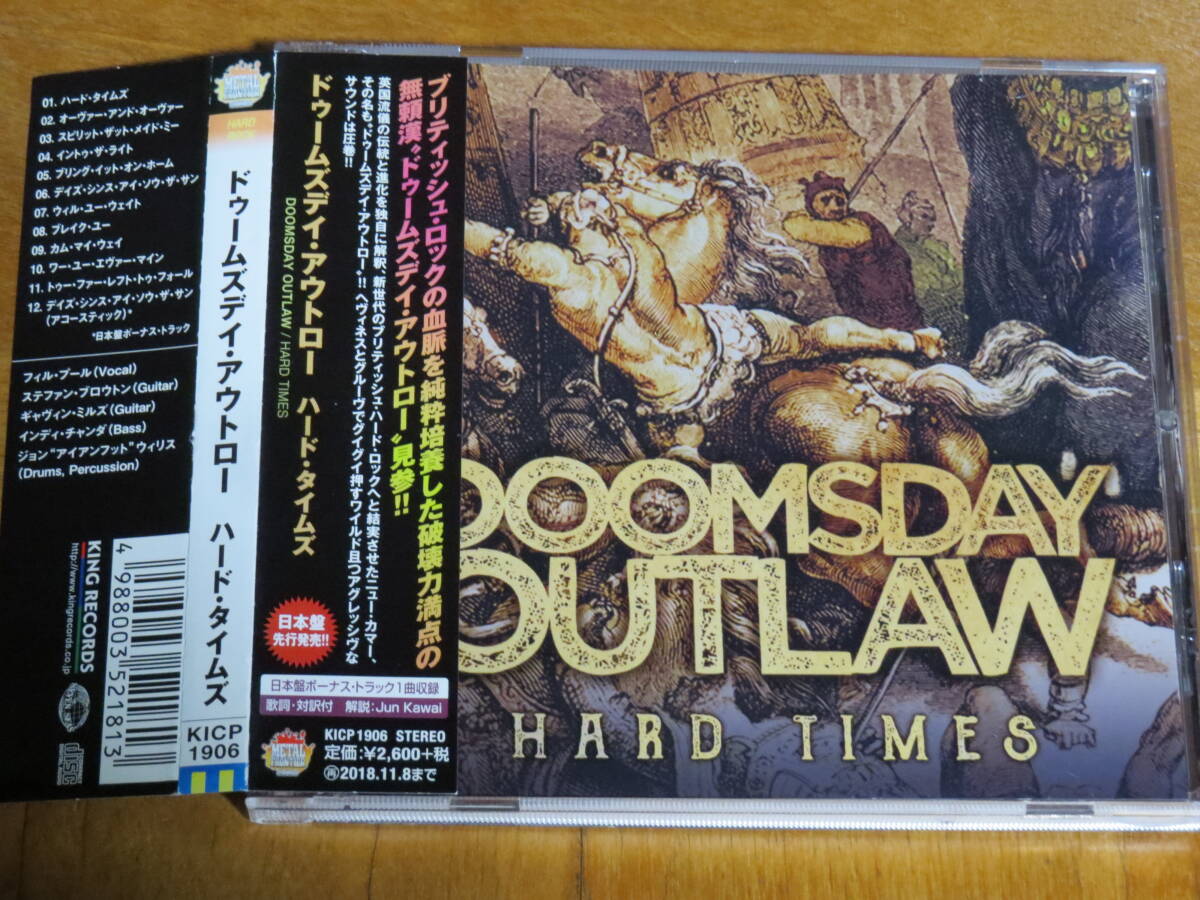 01. ハード・タイムズ
02. オーヴァー・アンド・オーヴァー
03. スピリット・ザット・メイド・ミー
04. イントゥ・ザ・ライト
05. ブリング・イット・オン・ホーム
06. デイズ・シンス・アイ・ソウ・ザ・サン
07. ウィル・ユー・ウェイト
08. ブレイク・ユー
09. カム・マイ・ウェイ
10. ワー・ユー・エヴァー・マイン
11. トゥー・ファー・レフト・トゥ・フォール
12. デイズ・シンス・アイ・ソウ・ザ・サン
(アコースティック)*
*日本盤ボーナス・トラック
フィル・プール(Vocal)
ステファン・ブロウトン(Guitar)
ギャヴィン・ミルズ(Guitar)
インディ・チャンダ(Bass)
ジョン"アイアンフット"ウィリス
(Drums, Percussion)
KING RECORDS
http://www.kingrecords.co.jp
4 988003 521813
HARD
ドゥームズデイ・アウトロー ハード・タイムズ
KICP
1906
ブリティッシュ・ロックの血脈を純粋培養した破壊力満点の
無頼漢"ドゥームズデイ・アウトロー"見参!!
英国流儀の伝統と進化を独自に解釈、新世代のブリティッシュ・ハード・ロックへと結実させたニュー・カマー、
その名も"ドゥームズデイ・アウトロー"!! ヘヴィネスとグルーヴでグイグイ押すワイルド且つアグレッシヴな
サウンドは圧巻!!
ドゥームズデイ・アウトロー ハード・タイムズ
DOOMSDAY OUTLAW / HARD TIMES
日本盤
先行発売!!
日本盤ボーナス・トラック1曲収録
歌詞・対訳付 解説:Jun Kawai
METAL
KICP 1906 STEREO
定価:¥2,600+税
再2018.11.8まで
DOOMSDAY
OUTLAW
HARD TIMES